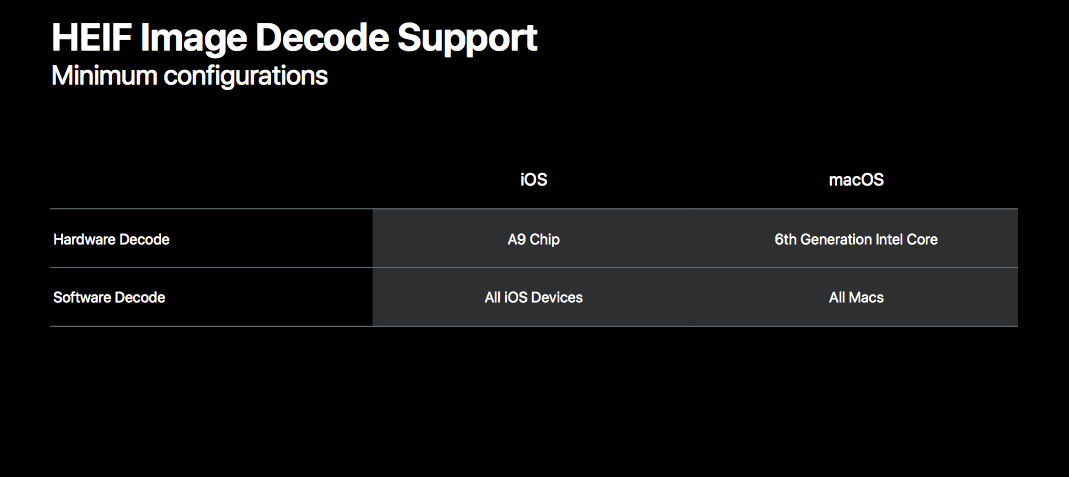 HEIF Image Decode Support
Minimum configurations
iOS macOS
Hardware Decode A9 Chip 6th Generation Intel Core
Software Decode All iOS Devices All Macs